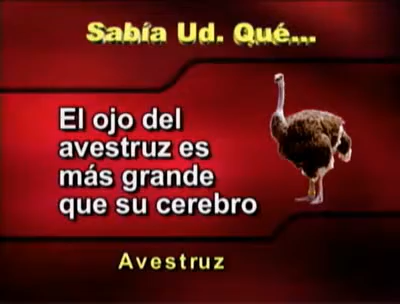 Sabía Ud. Qué...
El ojo del
avestruz es
más grande
que su cerebro
Avestruz